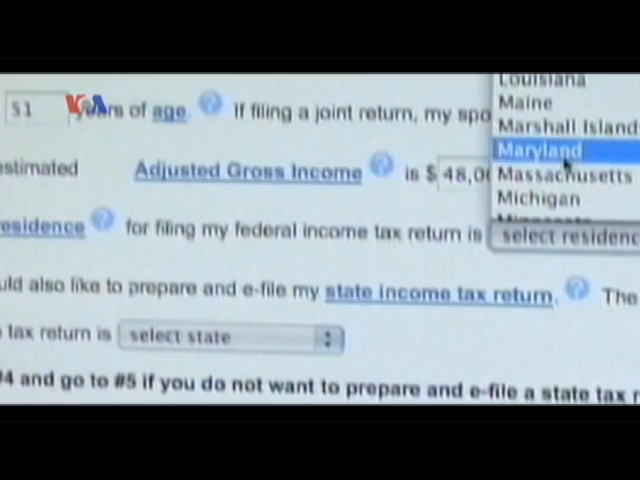 Louisiana
51 years of age. ? If filing a joint return, my spo
Maine
Marshall Island
Maryland
estimated Adjusted Gross Income ? is $ 48,00
Massachusetts
Michigan
esidence ? for filing my federal income tax return is select residenc
uld also like to prepare and e-file my state income tax return. ? The
tax return is select state
#4 and go to #5 if you do not want to prepare and e-file a state tax r
VOA